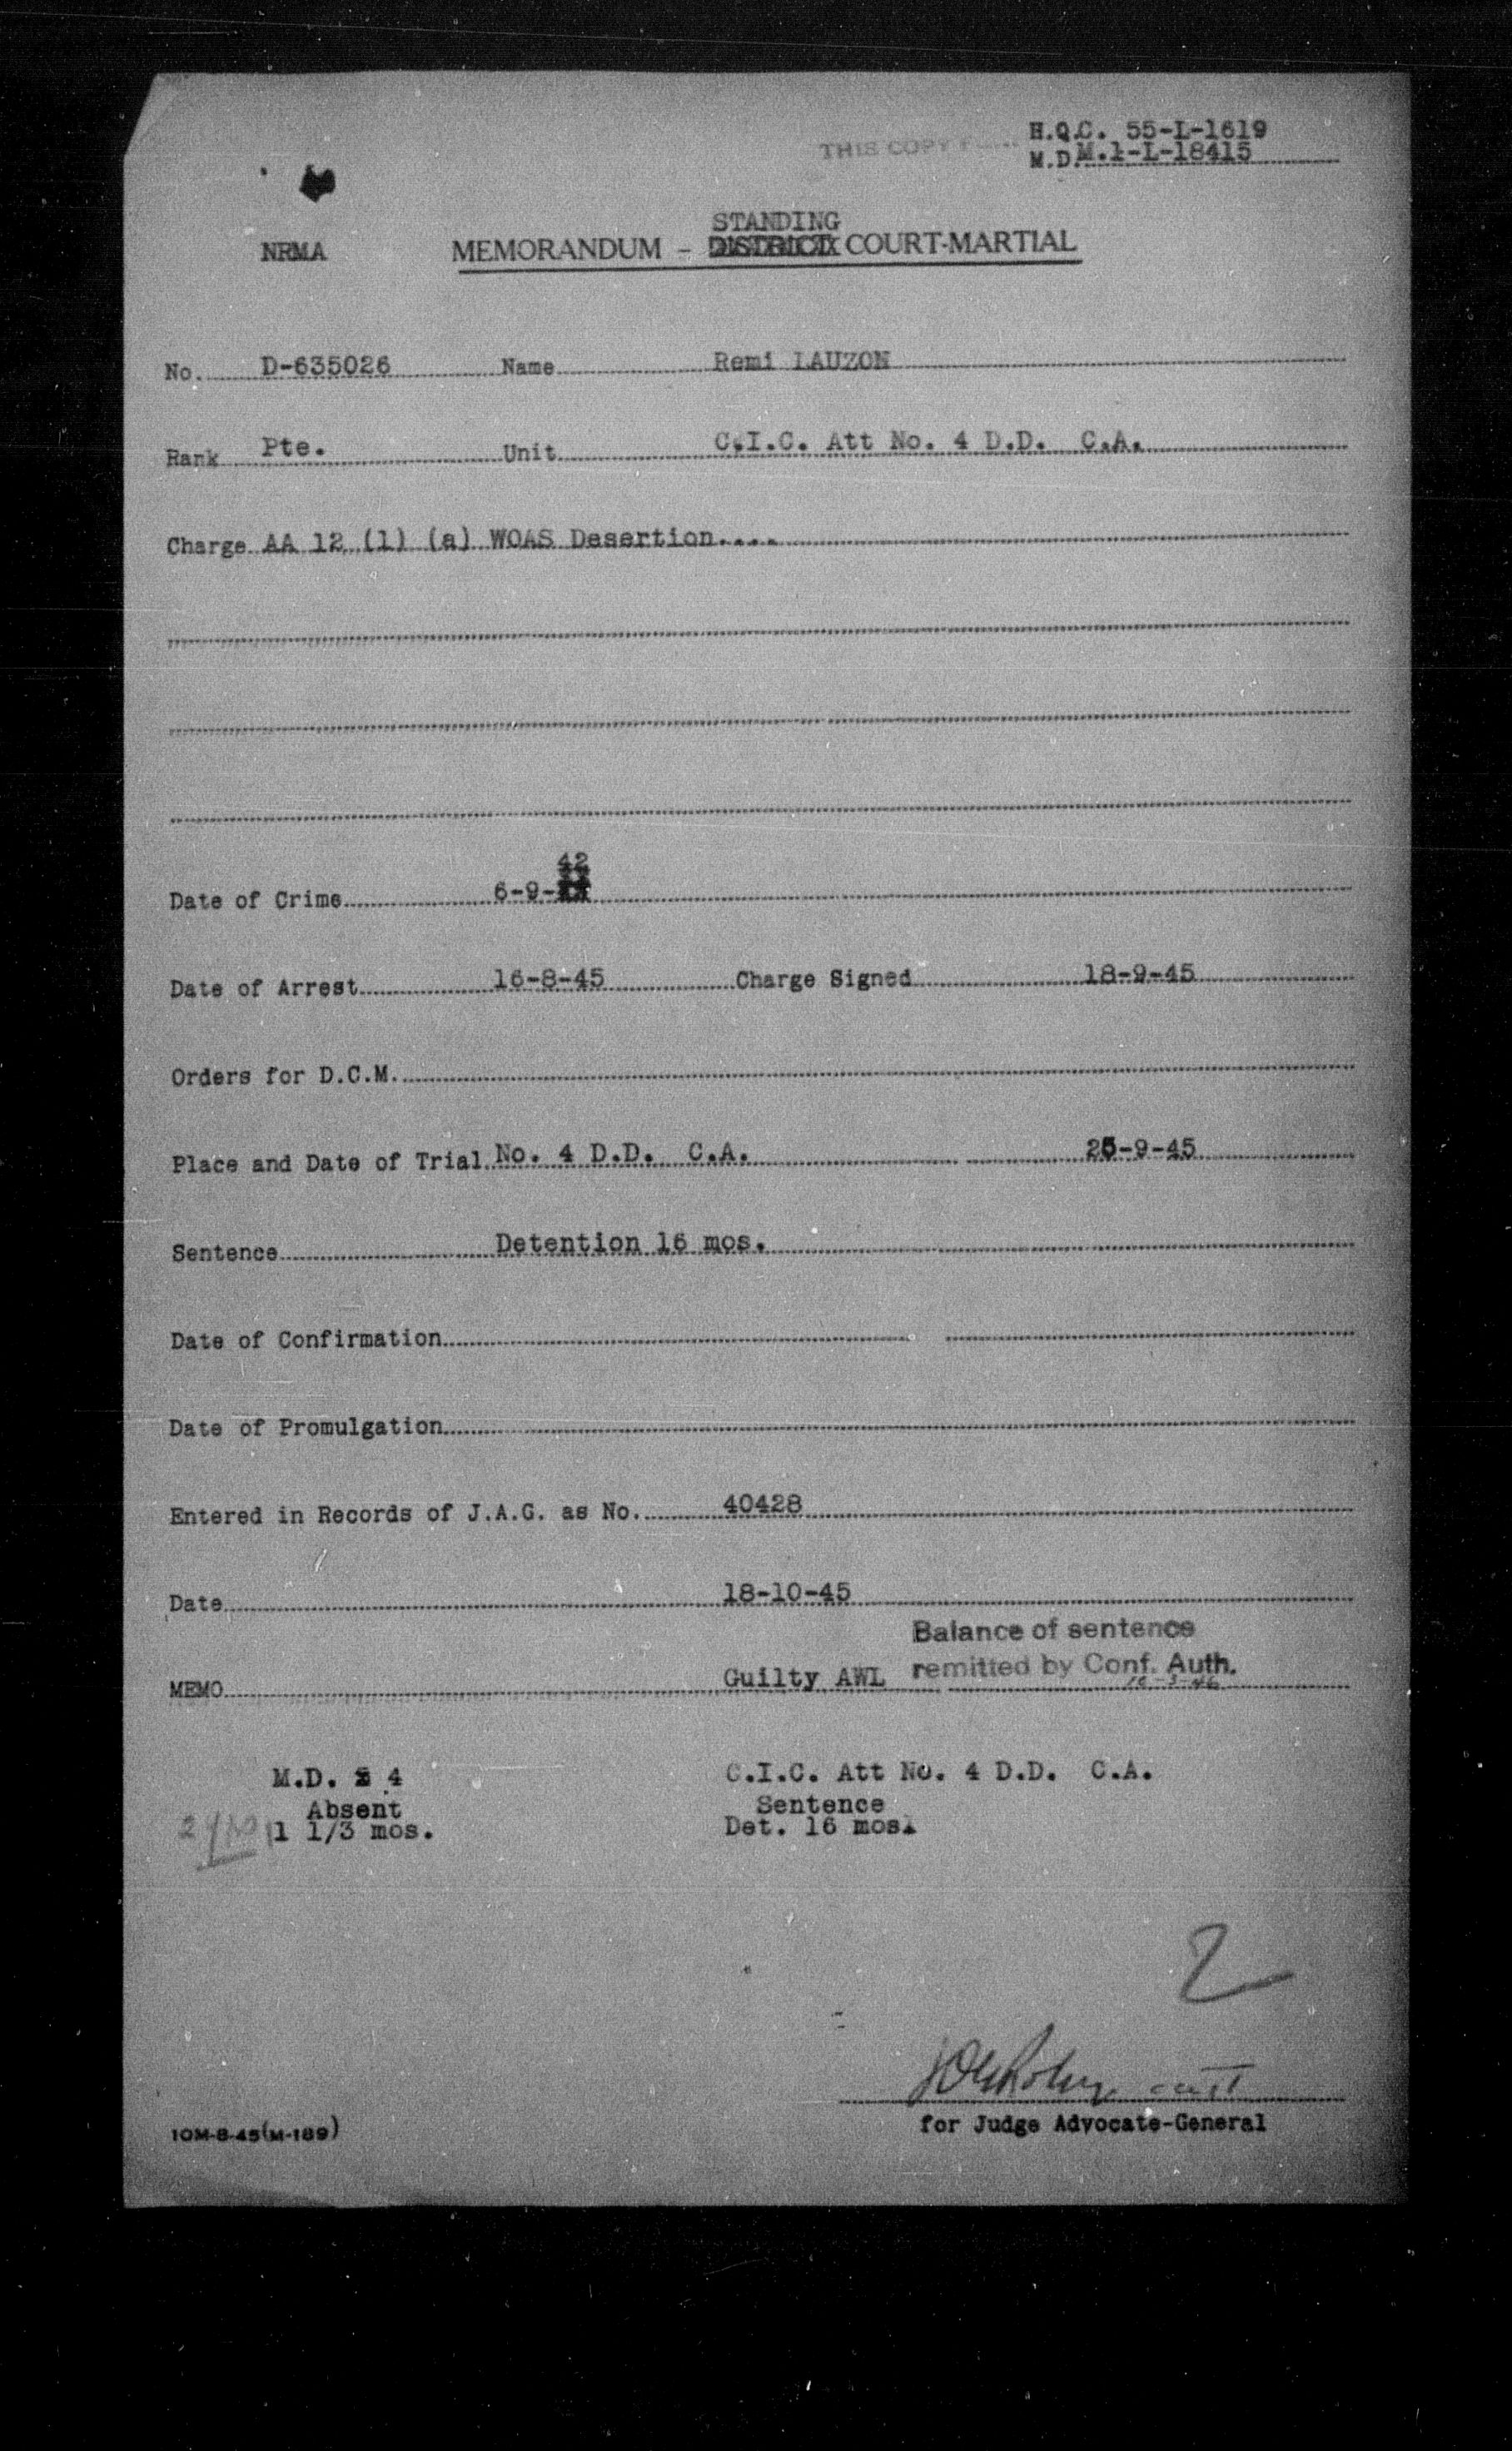 THIS COPY
H.Q.C. 55-L-1619
M.D. M.1-L-18415
STANDING
NRMA MEMORANDUM - DISTRICT COURT-MARTIAL
No. D-635026 Name Remi LAUZON
Rank Pte. Unit C.I.C. Att No. 4 D.D. C.A.
Charge AA 12 (1) (a) WOAS Desertion....
42
Date of Crime 6-9-
Date of Arrest 16-8-45 Charge Signed 18-9-45
Orders for D.C.M.
Place and Date of Trial No. 4 D.D. C.A. 25-9-45
Sentence Detention 16 mos.
Date of Confirmation
Date of Promulgation
Entered in Records of J.A.G. as No. 40428
Date 18-10-45
Balance of sentence
MEMO Guilty AWL remitted by Conf. Auth.
M.D. 4 C.I.C. Att No. 4 D.D. C.A.
Absent Sentence
1 1/3 mos. Det. 16 mos.
2
for Judge Advocate-General
10M-8-45(M-189)